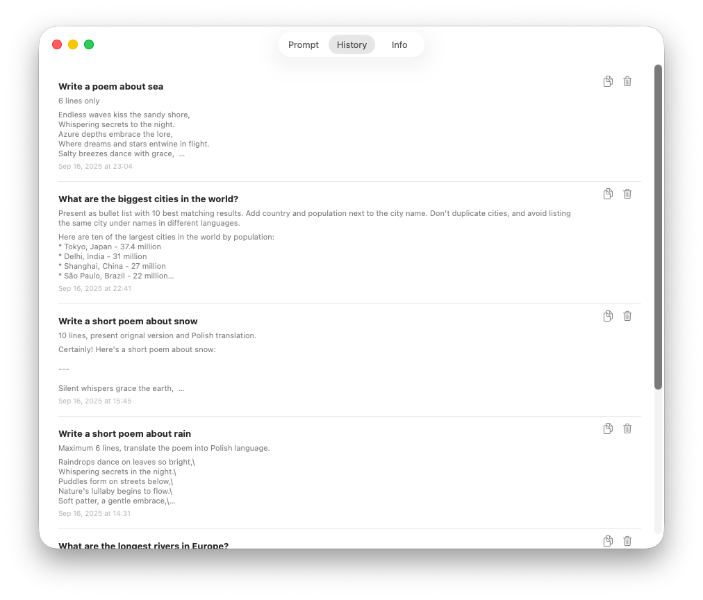 Prompt History Info
Write a poem about sea
6 lines only
Endless waves kiss the sandy shore,
Whispering secrets to the night.
Azure depths embrace the lore,
Where dreams and stars entwine in flight.
Salty breezes dance with grace, ...
Sep 16, 2025 at 23:04
What are the biggest cities in the world?
Present as bullet list with 10 best matching results. Add country and population next to the city name. Don't duplicate cities, and avoid listing
the same city under names in different languages.
Here are ten of the largest cities in the world by population:
* Tokyo, Japan - 37.4 million
* Delhi, India - 31 million
* Shanghai, China - 27 million
* São Paulo, Brazil - 22 million...
Sep 16, 2025 at 22:41
Write a short poem about snow
10 lines, present orignal version and Polish translation.
Certainly! Here's a short poem about snow:
---
Silent whispers grace the earth, ...
Sep 16, 2025 at 15:45
Write a short poem about rain
Maximum 6 lines, translate the poem into Polish language.
Raindrops dance on leaves so bright,\
Whispering secrets in the night.\
Puddles form on streets below,\
Nature's lullaby begins to flow.\
Soft patter, a gentle embrace,\...
Sep 16, 2025 at 14:31
What are the longest rivers in Europe?